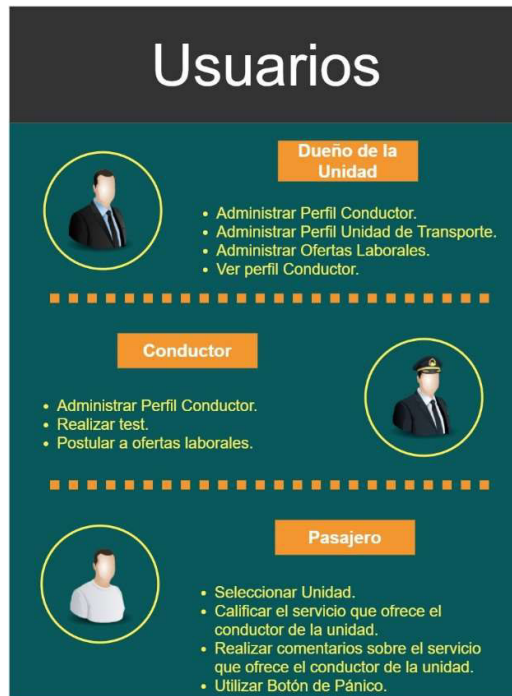 Usuarios
Dueño de la
Unidad
• Administrar Perfil Conductor.
• Administrar Perfil Unidad de Transporte.
• Administrar Ofertas Laborales.
• Ver perfil Conductor.
Conductor
• Administrar Perfil Conductor.
• Realizar test.
• Postular a ofertas laborales.
Pasajero
• Seleccionar Unidad.
• Calificar el servicio que ofrece el
conductor de la unidad.
• Realizar comentarios sobre el servicio
que ofrece el conductor de la unidad.
• Utilizar Botón de Pánico.